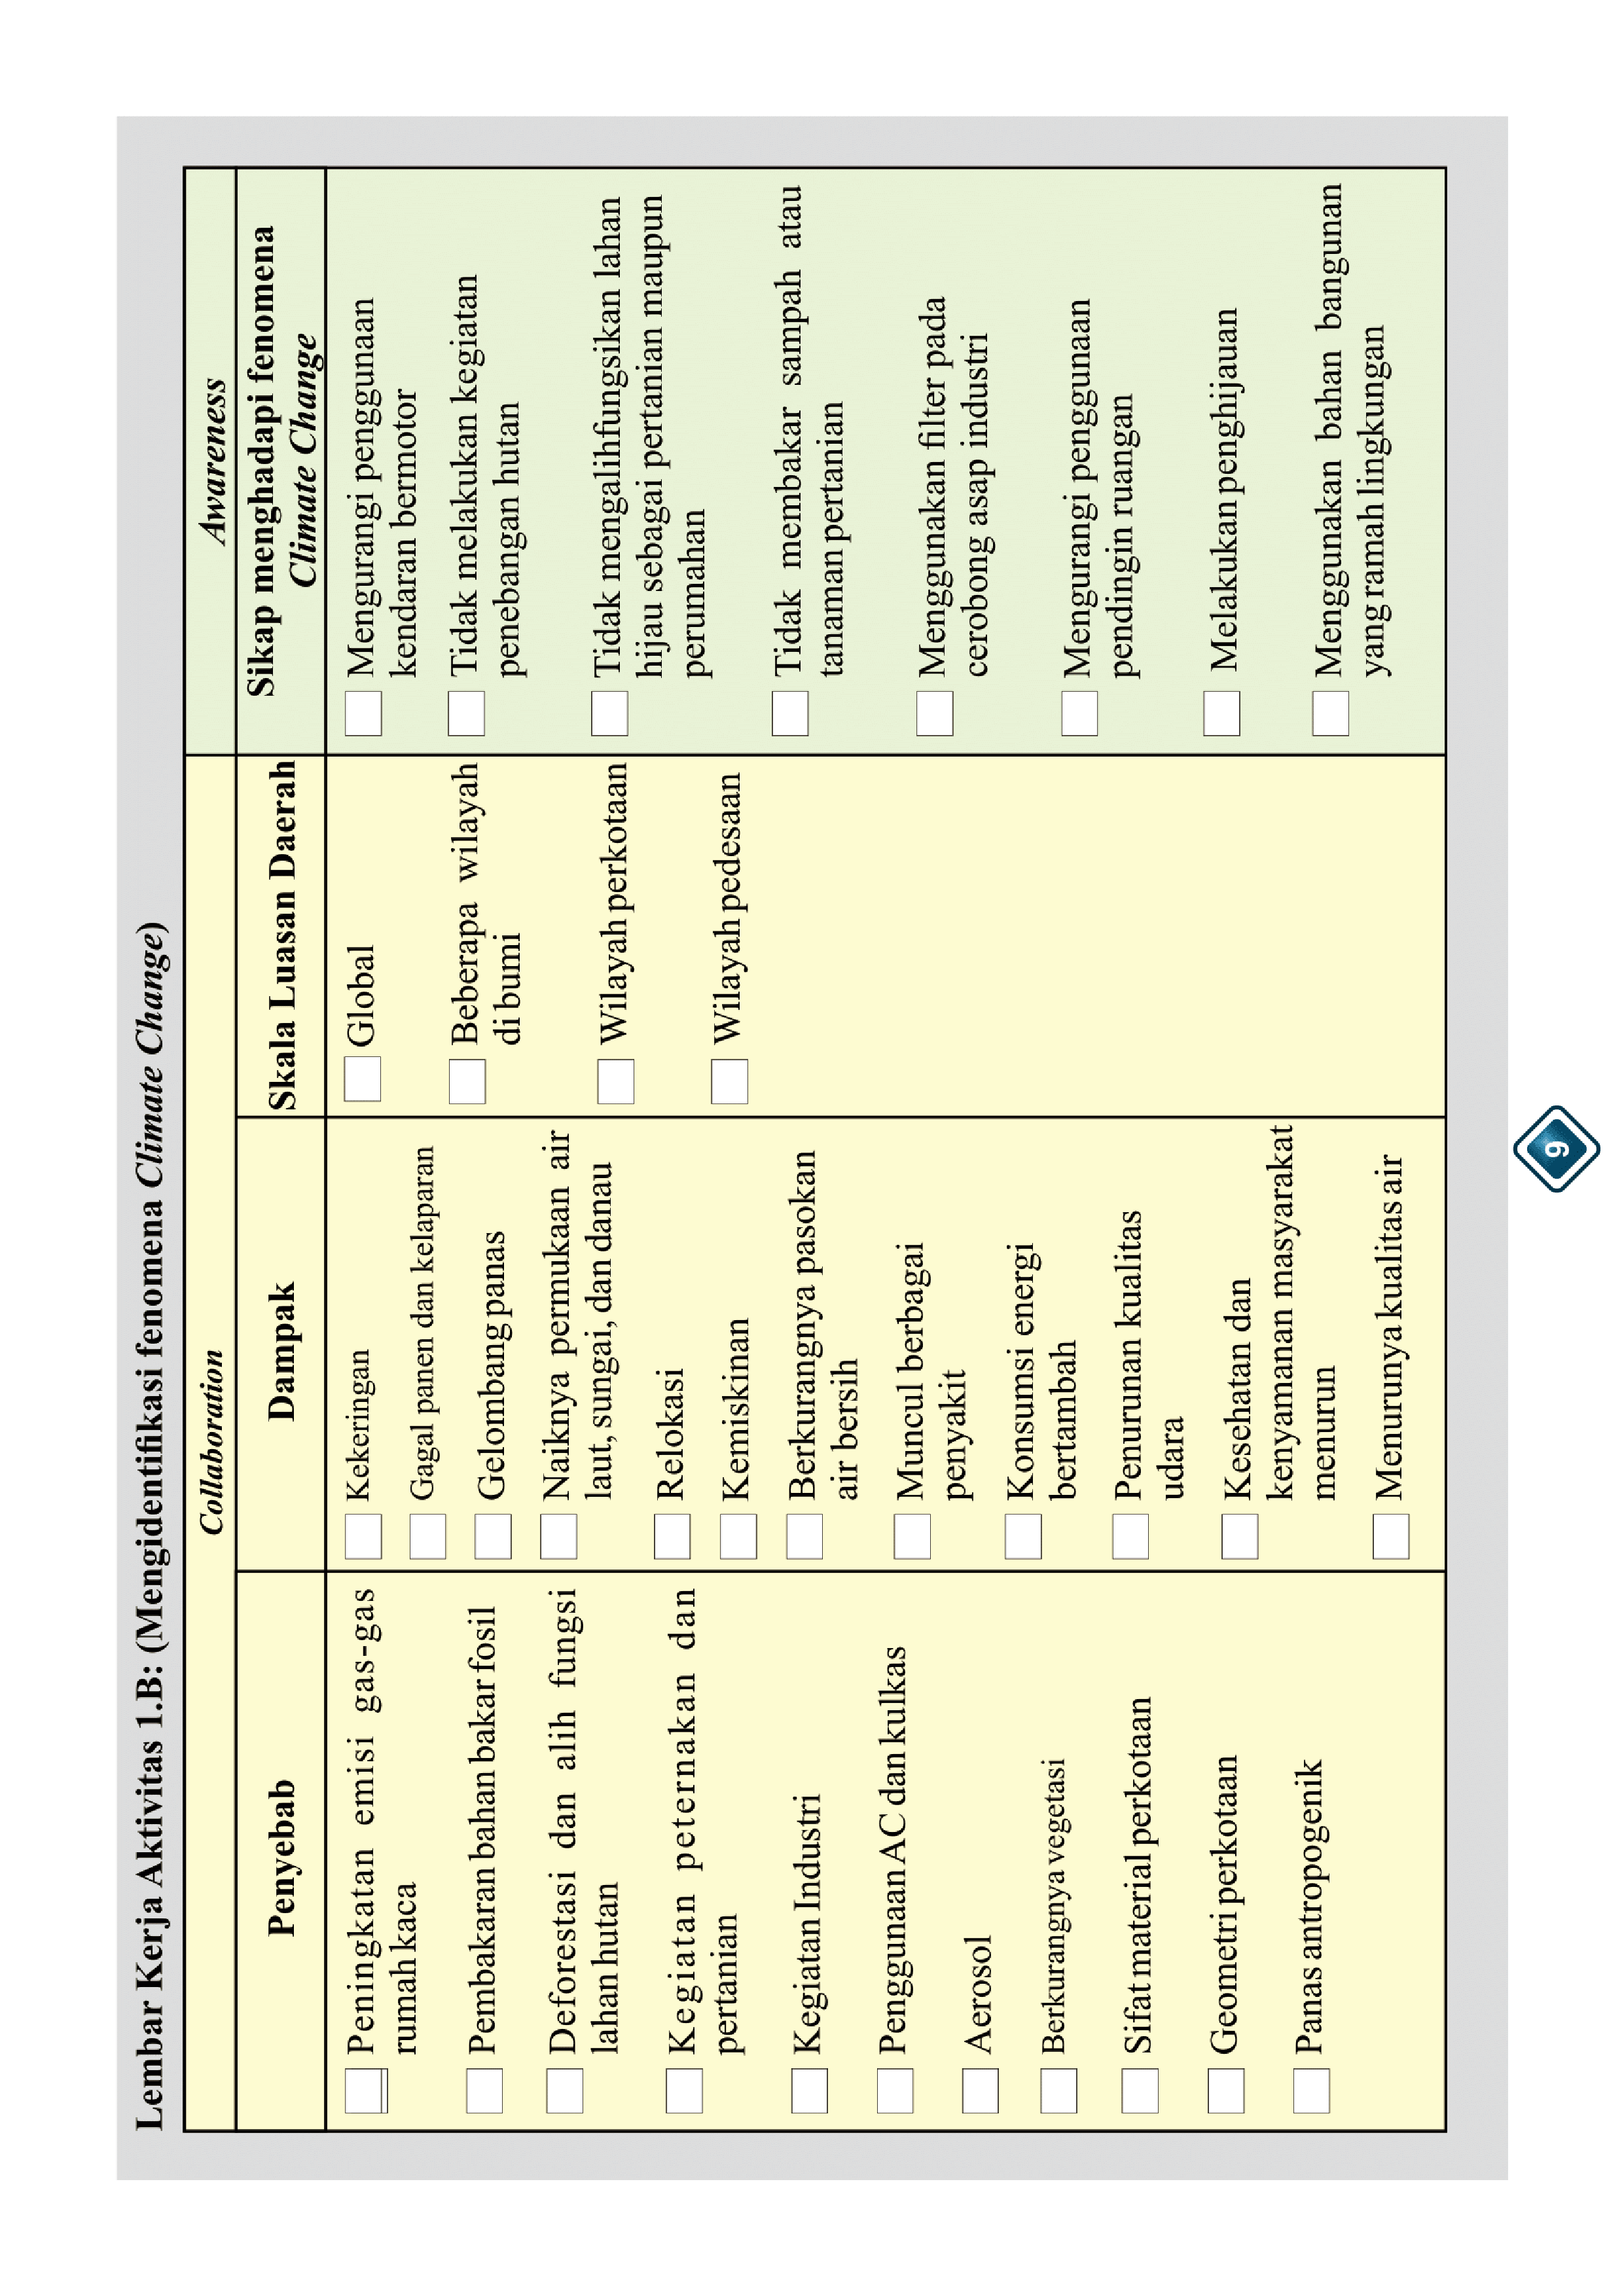 Lembar Kerja Aktivitas 1.B: (Mengidentifikasi fenomena Climate Change)
Collaboration
Awareness
Penyebab
Dampak
Skala Luasan Daerah
Sikap menghadapi fenomena
Climate Change
Peningkatan emisi gas-gas
rumah kaca
Pembakaran bahan bakar fosil
Deforestasi dan alih fungsi
lahan hutan
Kegiatan peternakan dan
pertanian
Kegiatan Industri
Penggunaan AC dan kulkas
Aerosol
Berkurangnya vegetasi
Sifat material perkotaan
Geometri perkotaan
Panas antropogenik
Kekeringan
Gagal panen dan kelaparan
Gelombang panas
Naiknya permukaan air
laut, sungai, dan danau
Relokasi
Kemiskinan
Berkurangnya pasokan
air bersih
Muncul berbagai
penyakit
Konsumsi energi
bertambah
Penurunan kualitas
udara
Kesehatan dan
kenyamanan masyarakat
menurun
Menurunya kualitas air
Global
Beberapa wilayah
di bumi
Wilayah perkotaan
Wilayah pedesaan
Mengurangi penggunaan
kendaran bermotor
Tidak melakukan kegiatan
penebangan hutan
Tidak mengalihfungsikan lahan
hijau sebagai pertanian maupun
perumahan
Tidak membakar sampah atau
tanaman pertanian
Menggunakan filter pada
cerobong asap industri
Mengurangi penggunaan
pendingin ruangan
Melakukan penghijauan
Menggunakan bahan bangunan
yang ramah lingkungan
9